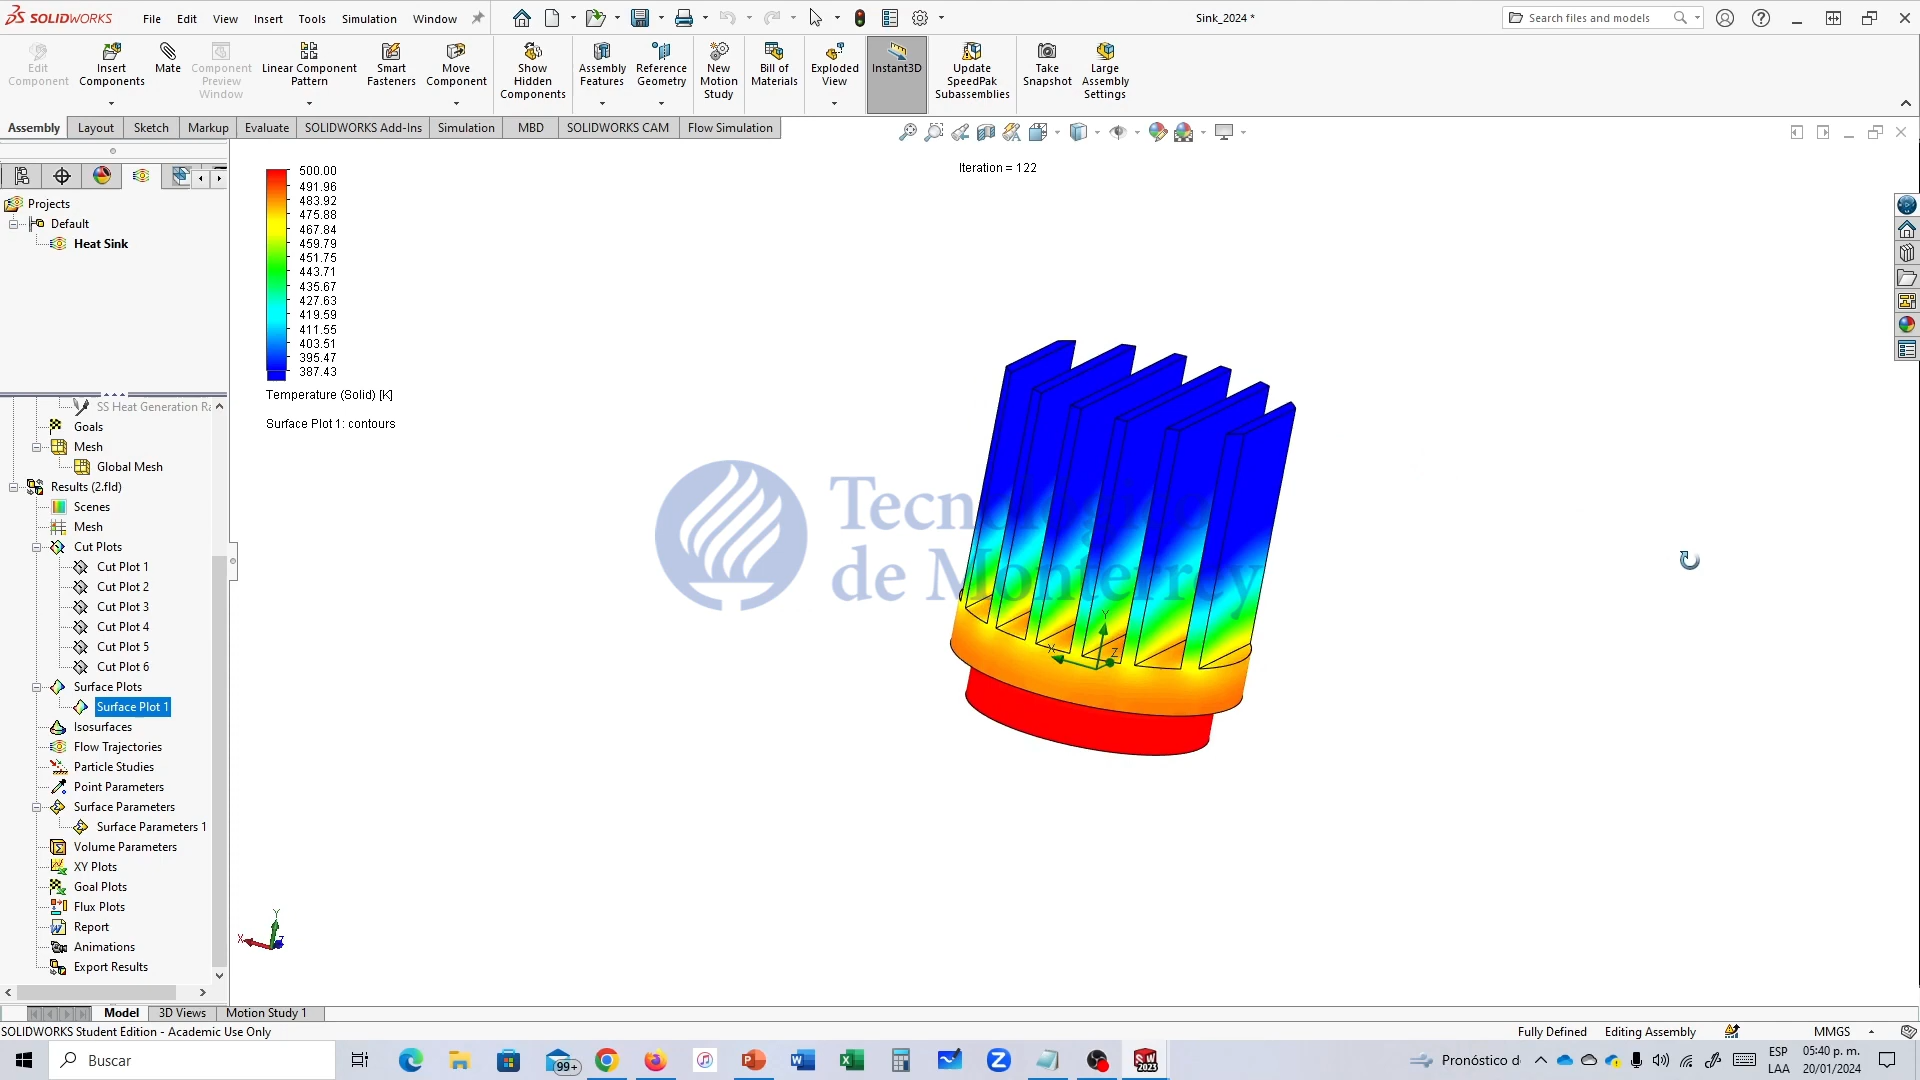 SOLIDWORKS
File Edit View Insert Tools Simulation Window
Sink_2024 *
Search files and models
Edit Component
Insert Components
Mate
Component Preview Window
Linear Component Pattern
Smart Fasteners
Move Component
Show Hidden Components
Assembly Features
Reference Geometry
New Motion Study
Bill of Materials
Exploded View
Instant3D
Update SpeedPak Subassemblies
Take Snapshot
Large Assembly Settings
Assembly Layout Sketch Markup Evaluate SOLIDWORKS Add-Ins Simulation MBD SOLIDWORKS CAM Flow Simulation
Projects
Default
Heat Sink
SS Heat Generation Ra
Goals
Mesh
Global Mesh
Results (2.fld)
Scenes
Mesh
Cut Plots
Cut Plot 1
Cut Plot 2
Cut Plot 3
Cut Plot 4
Cut Plot 5
Cut Plot 6
Surface Plots
Surface Plot 1
Isosurfaces
Flow Trajectories
Particle Studies
Point Parameters
Surface Parameters
Surface Parameters 1
Volume Parameters
XY Plots
Goal Plots
Flux Plots
Report
Animations
Export Results
500.00
491.96
483.92
475.88
467.84
459.79
451.75
443.71
435.67
427.63
419.59
411.55
403.51
395.47
387.43
Temperature (Solid) [K]
Surface Plot 1: contours
Iteration = 122
Tecnológico
de Monterrey
Y
X
Z
Y
X
Z
Model 3D Views Motion Study 1
SOLIDWORKS Student Edition - Academic Use Only
Fully Defined Editing Assembly MMGS
Buscar
99+
SW 2023
Pronóstico d
ESP
LAA
05:40 p. m.
20/01/2024